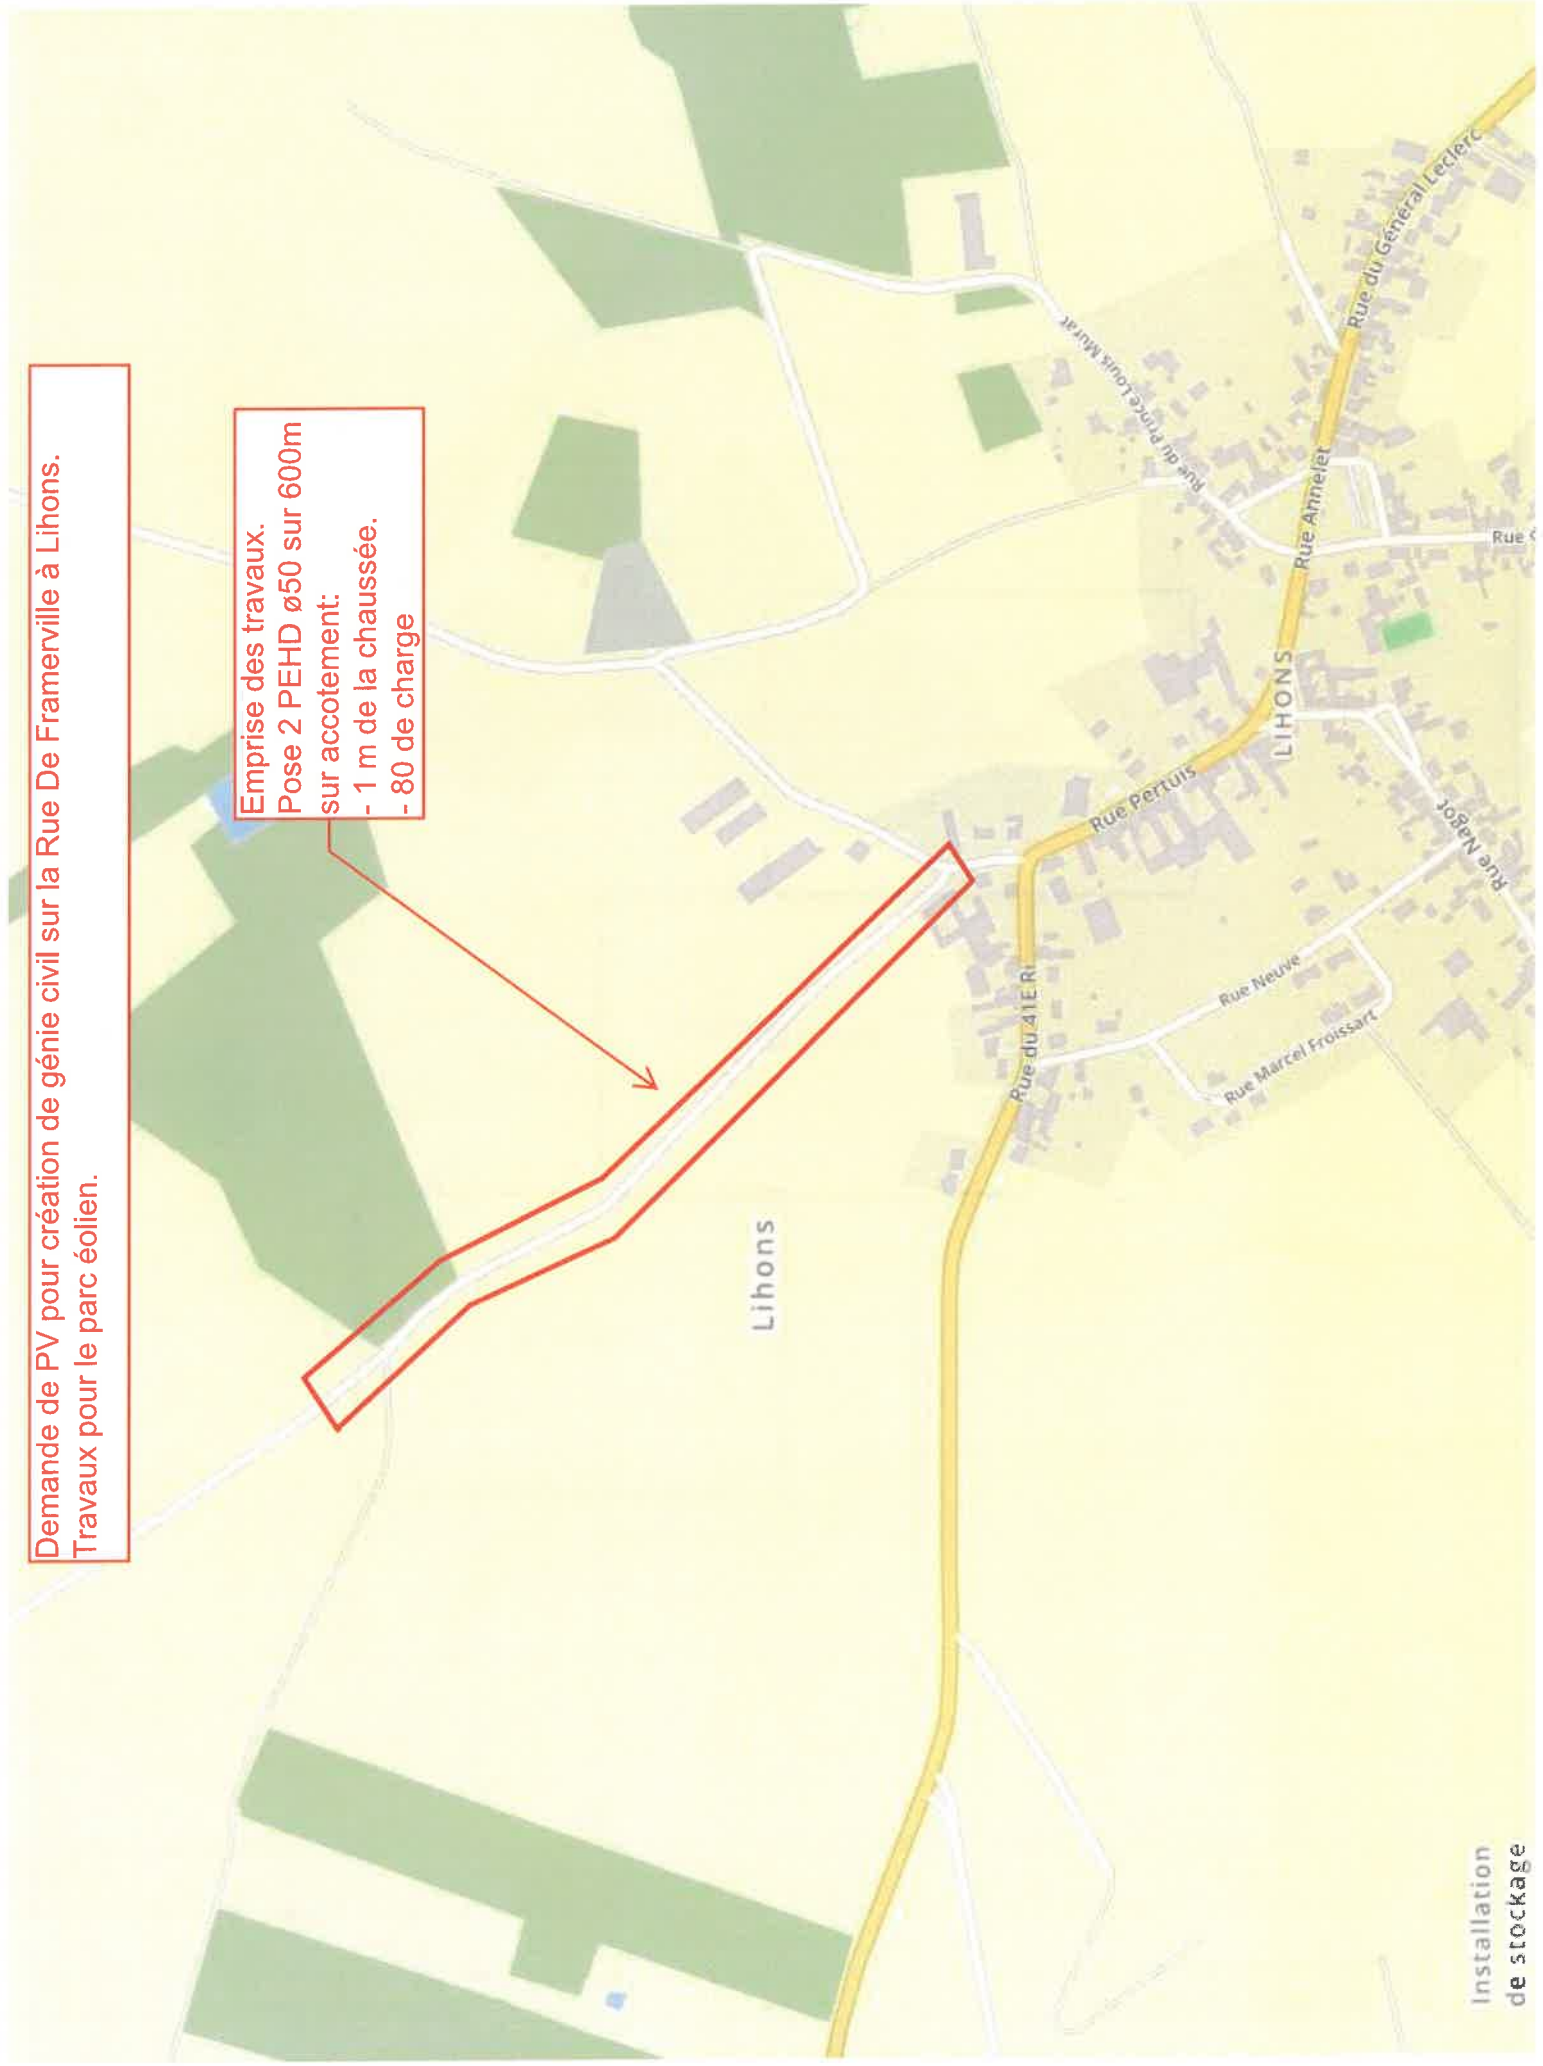 Demande de PV pour création de génie civil sur la Rue De Framerville à Lihons.
Travaux pour le parc éolien.
Emprise des travaux.
Pose 2 PEHD ø50 sur 600m
sur accotement:
- 1 m de la chaussée.
- 80 de charge
Lihons
Rue du 41E RI
Rue Pertuis
LIHONS
Rue Annelet
Rue du Général Leclerc
Rue du Prince Louis Murat
Rue Neuve
Rue Marcel Froissart
Rue Nagot
Rue
Installation
de stockage